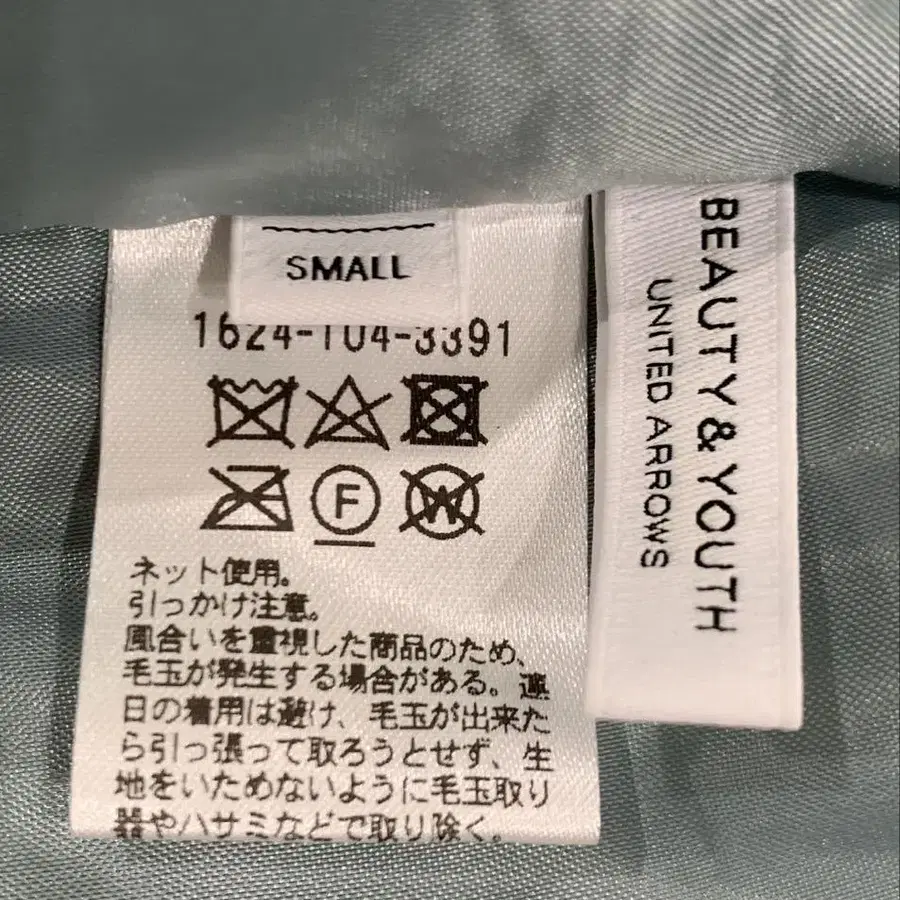 SMALL
1624-104-3391
F
W
ネット使用。
引っかけ注意。
風合いを重視した商品のため、
毛玉が発生する場合がある。連
日の着用は避け、毛玉が出来た
ら引っ張って取ろうとせず、生
地をいためないように毛玉取り
器やハサミなどで取り除く。
BEAUTY & YOUTH
UNITED ARROWS